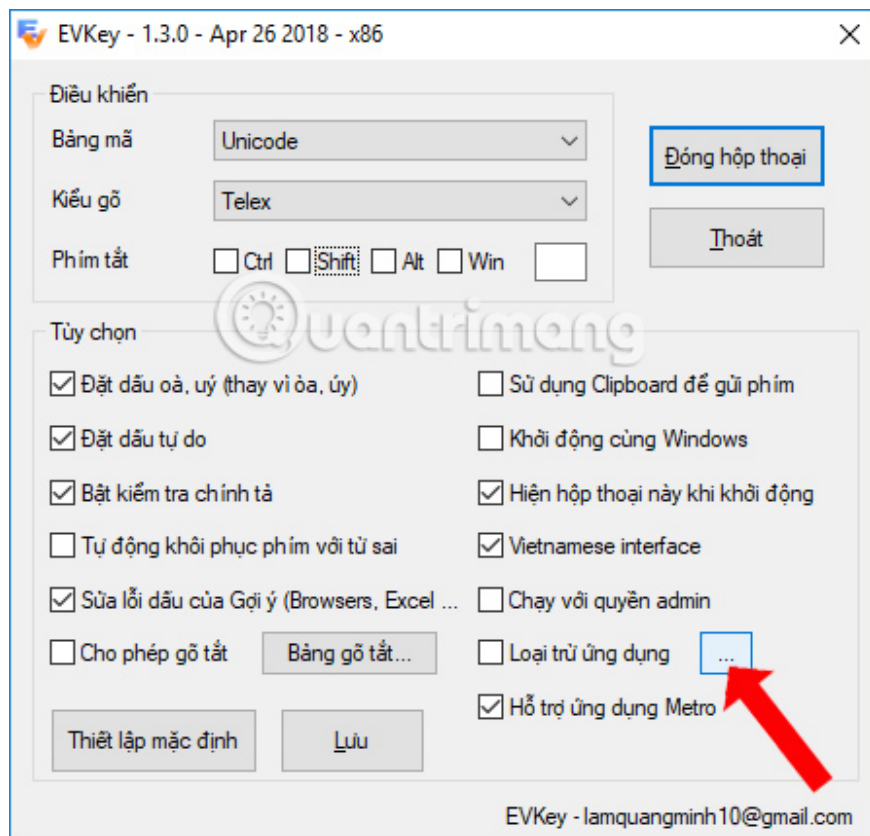 EVKey - 1.3.0 - Apr 26 2018 - x86
Điều khiển
Bảng mã
Unicode
Đóng hộp thoại
Kiểu gõ
Telex
Thoát
Phím tắt
Ctrl
Shift
Alt
Win
Quantrimang
Tùy chọn
Đặt dấu oà, uý (thay vì òa, úy)
Sử dụng Clipboard để gửi phím
Đặt dấu tự do
Khởi động cùng Windows
Bật kiểm tra chính tả
Hiện hộp thoại này khi khởi động
Tự động khôi phục phím với từ sai
Vietnamese interface
Sửa lỗi dấu của Gợi ý (Browsers, Excel ...
Chạy với quyền admin
Cho phép gõ tắt
Bảng gõ tắt...
Loại trừ ứng dụng
...
Hỗ trợ ứng dụng Metro
Thiết lập mặc định
Lưu
EVKey - lamquangminh10@gmail.com